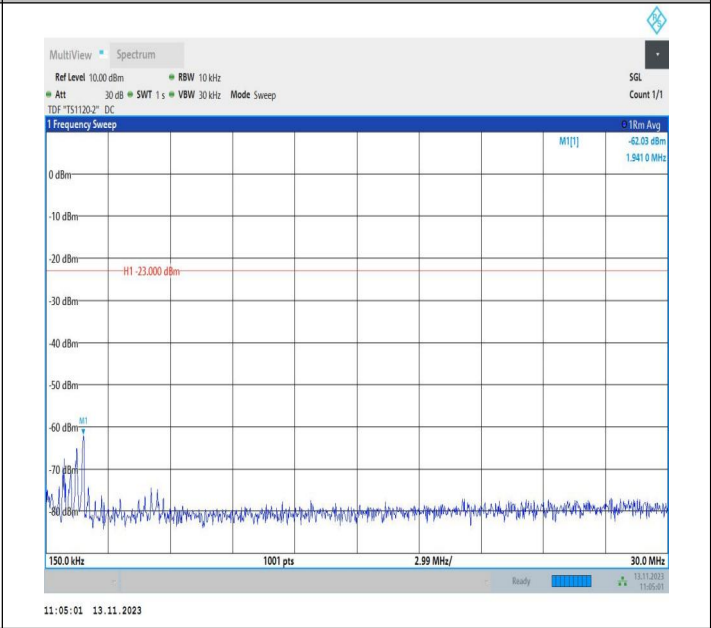 MultiView Spectrum
Ref Level 10.00 dBm RBW 10 kHz SGL
Att 30 dB SWT 1 s VBW 30 kHz Mode Sweep Count 1/1
TDF "TS1120-2" DC
1 Frequency Sweep 1Rm Avg
M1[1] -62.03 dBm
1.941 0 MHz
0 dBm
-10 dBm
-20 dBm
H1 -23.000 dBm
-30 dBm
-40 dBm
-50 dBm
-60 dBm
M1
-70 dBm
-80 dBm
150.0 kHz 1001 pts 2.99 MHz/ 30.0 MHz
Ready 13.11.2023
11:05:01
11:05:01 13.11.2023